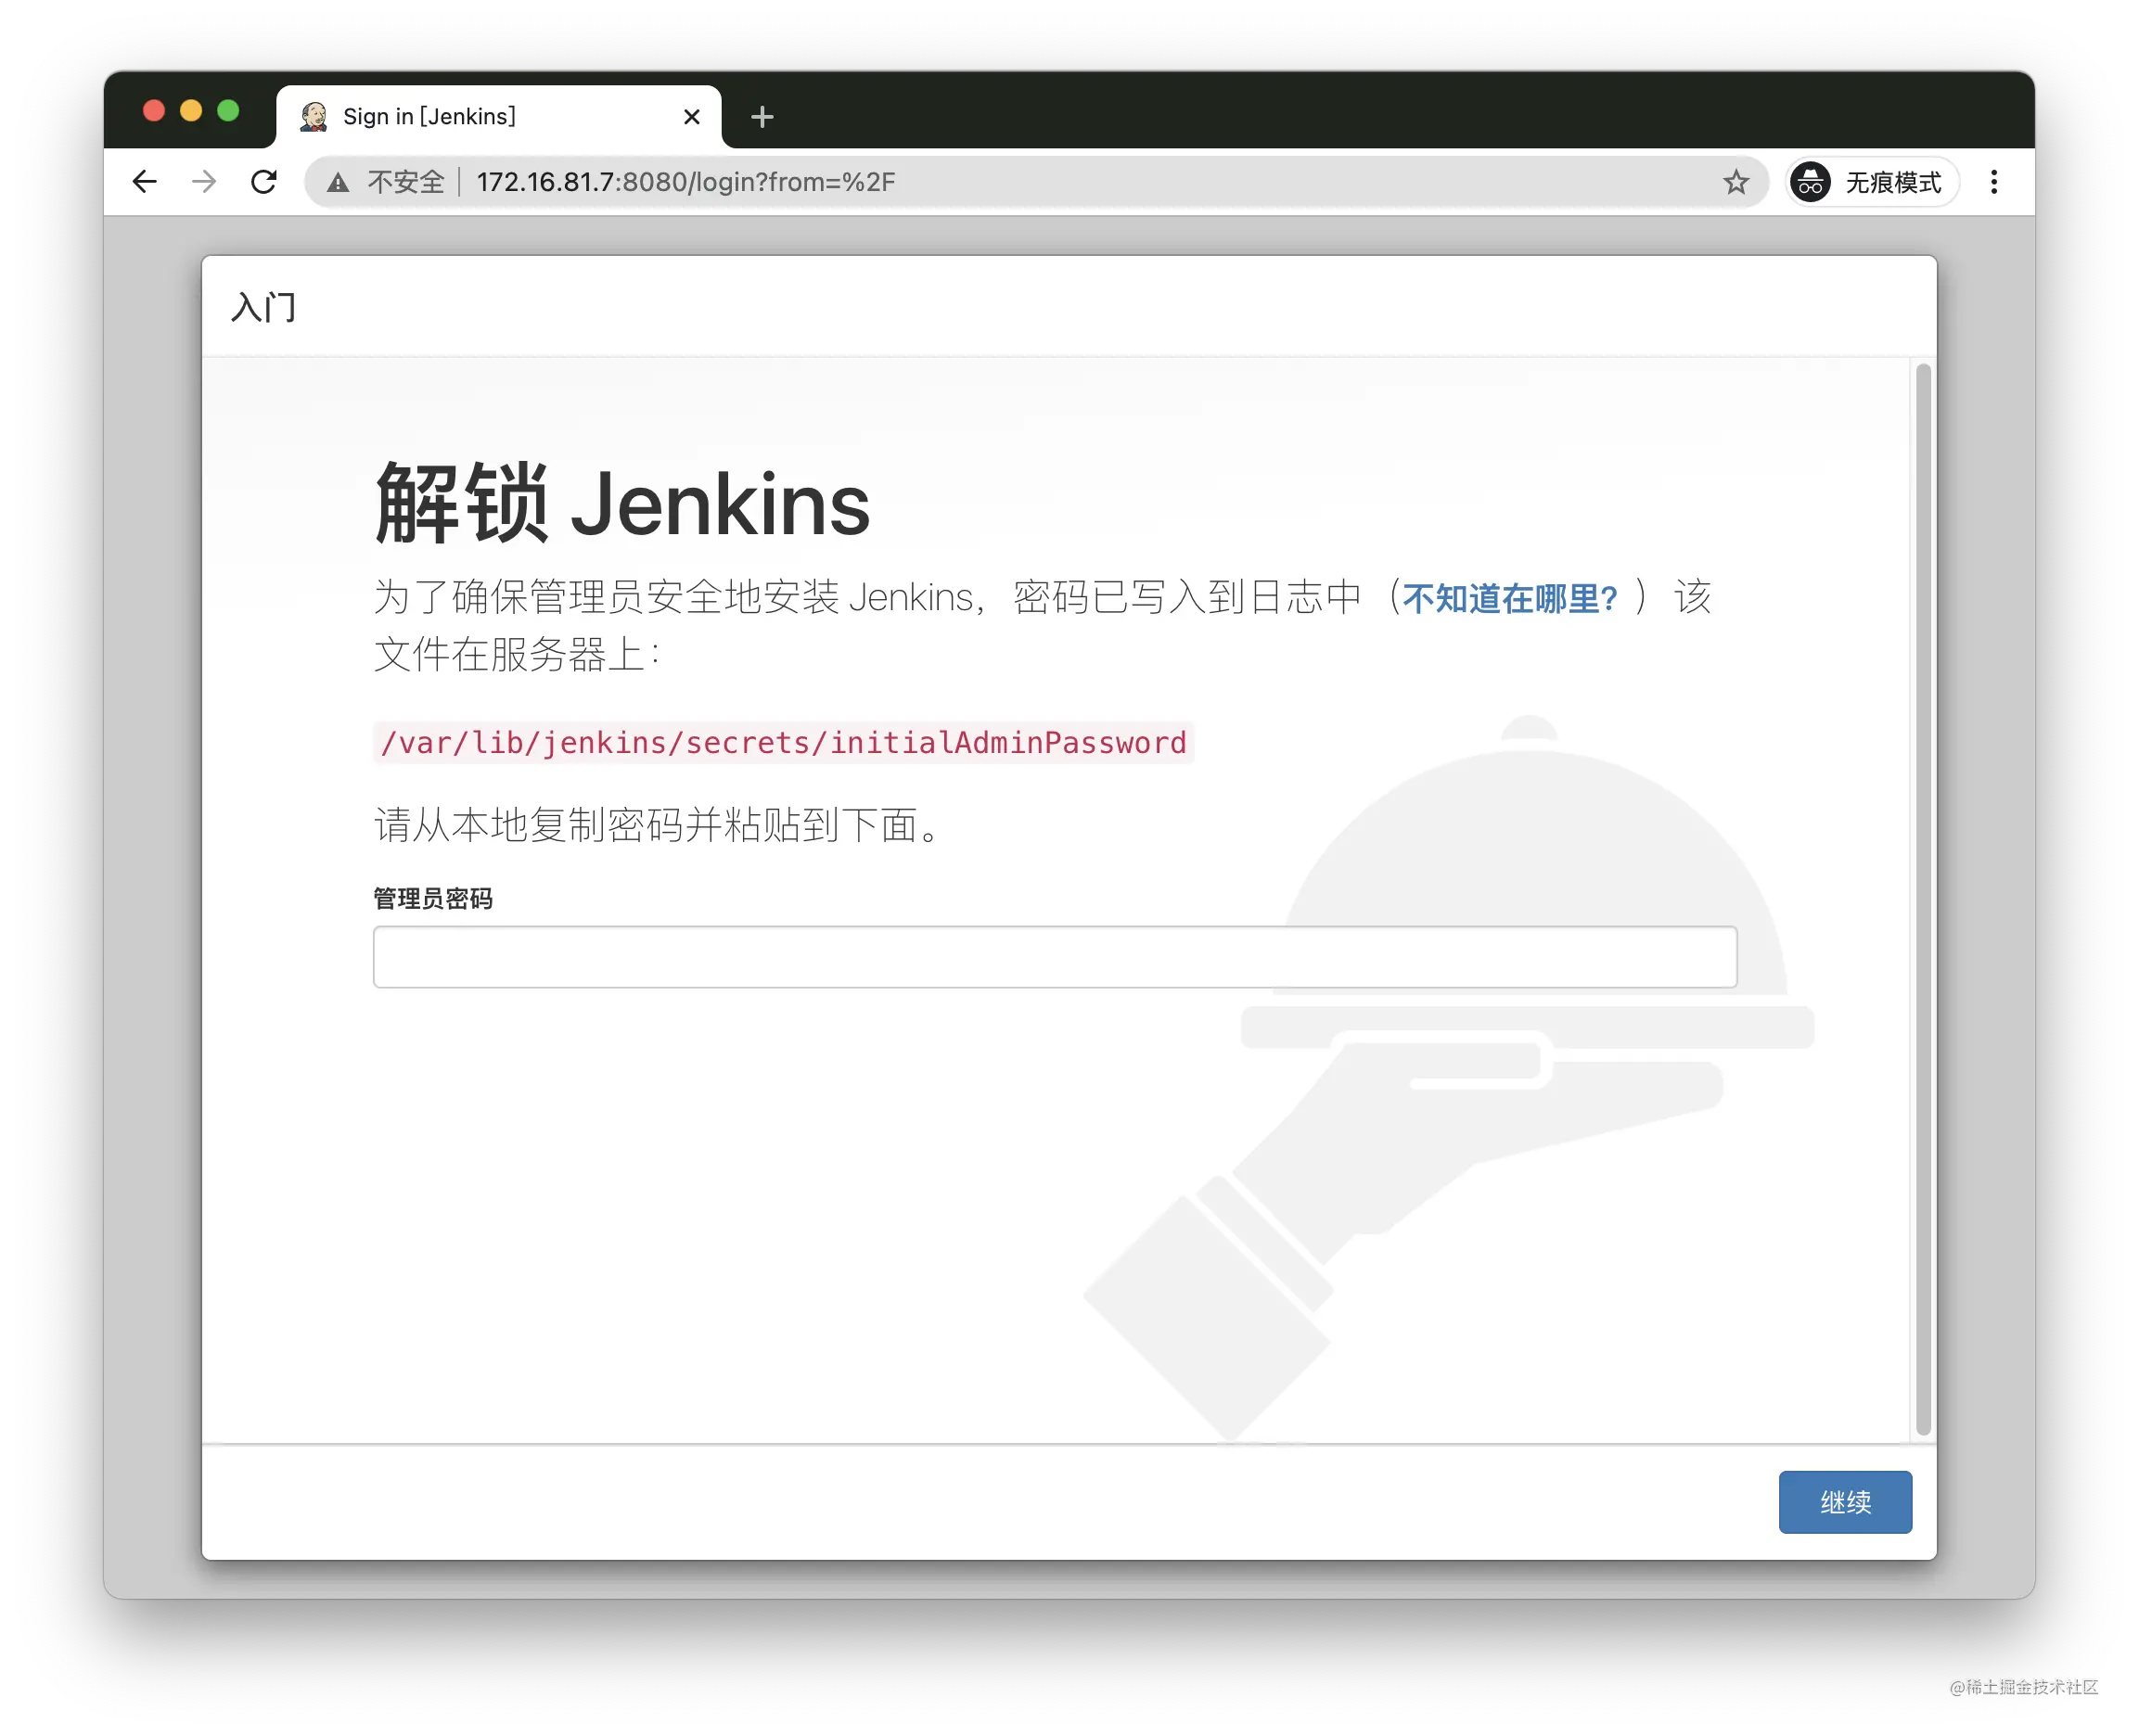 Sign in [Jenkins]
不安全 172.16.81.7:8080/login?from=%2F
无痕模式
入门
解锁 Jenkins
为了确保管理员安全地安装 Jenkins，密码已写入到日志中（不知道在哪里？）该
文件在服务器上：
/var/lib/jenkins/secrets/initialAdminPassword
请从本地复制密码并粘贴到下面。
管理员密码
继续
@稀土掘金技术社区